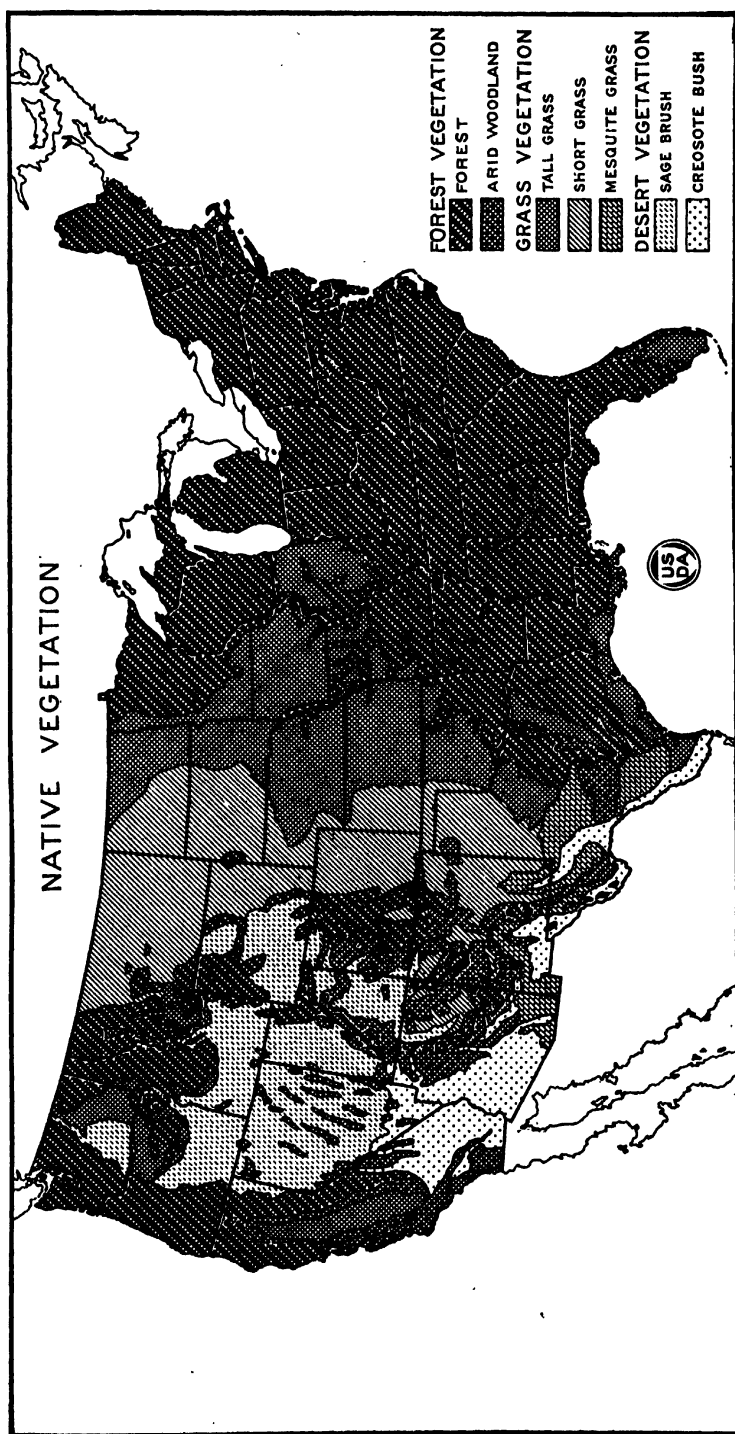 NATIVE VEGETATION
FOREST VEGETATION
FOREST
ARID WOODLAND
GRASS VEGETATION
TALL GRASS
SHORT GRASS
MESQUITE GRASS
DESERT VEGETATION
SAGE BRUSH
CREOSOTE BUSH
US
DA